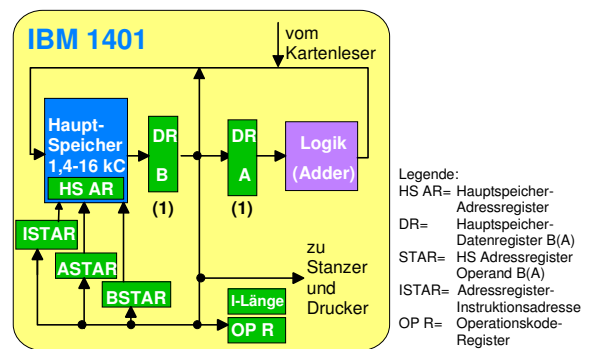 IBM 1401
vom
Kartenleser
Haupt-
Speicher
1,4-16 kC
HS AR
DR
B
(1)
DR
A
(1)
Logik
(Adder)
ISTAR
ASTAR
BSTAR
I-Länge
OP R
zu
Stanzer
und
Drucker
Legende:
HS AR= Hauptspeicher-
Adressregister
DR= Hauptspeicher-
Datenregister B(A)
STAR= HS Adressregister
Operand B(A)
ISTAR= Adressregister-
Instruktionsadresse
OP R= Operationskode-
Register